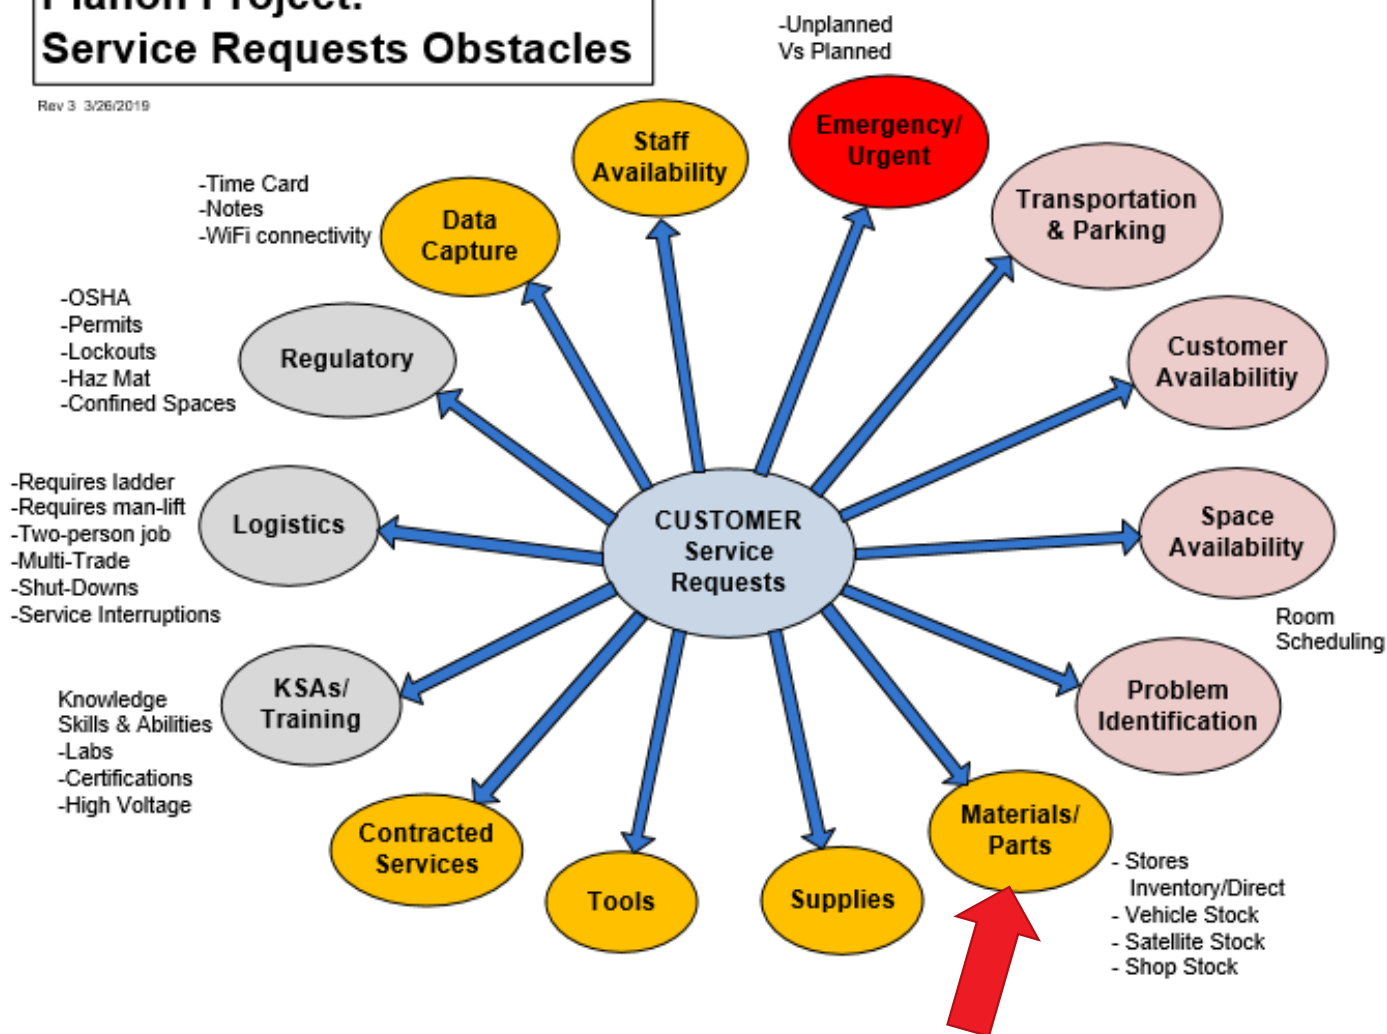 Planon Project:
Service Requests Obstacles
Rev 3 3/26/2019
-Unplanned
Vs Planned
Emergency/
Urgent
Staff
Availability
Transportation
& Parking
-Time Card
-Notes
-WiFi connectivity
Data
Capture
Customer
Availabilitiy
-OSHA
-Permits
-Lockouts
-Haz Mat
-Confined Spaces
Regulatory
Space
Availability
Room
Scheduling
-Requires ladder
-Requires man-lift
-Two-person job
-Multi-Trade
-Shut-Downs
-Service Interruptions
Logistics
CUSTOMER
Service
Requests
Problem
Identification
Knowledge
Skills & Abilities
-Labs
-Certifications
-High Voltage
KSAs/
Training
Contracted
Services
Tools
Supplies
Materials/
Parts
- Stores
Inventory/Direct
- Vehicle Stock
- Satellite Stock
- Shop Stock